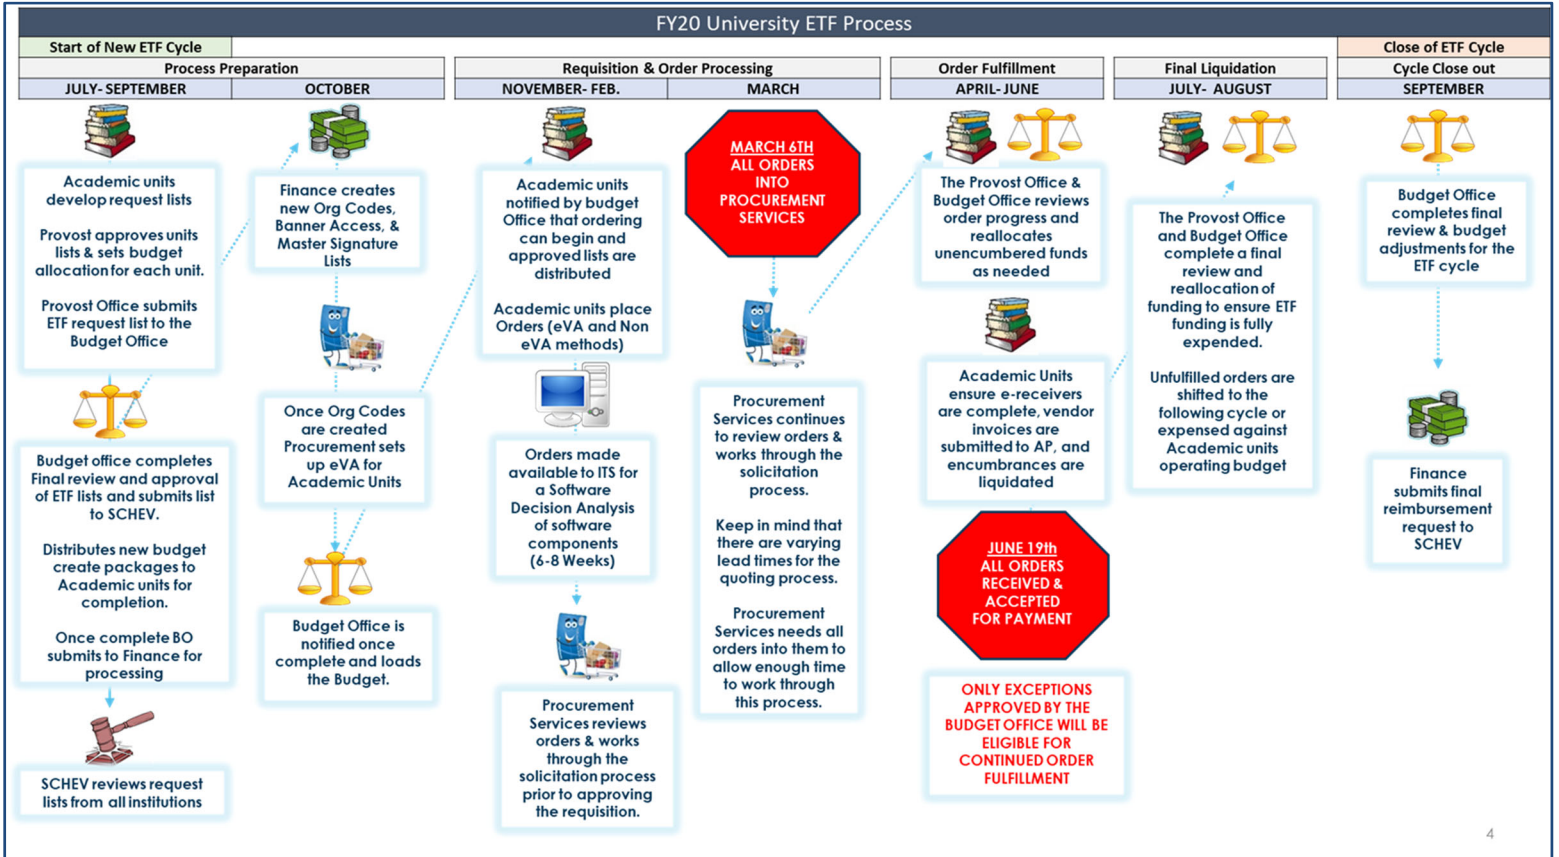 FY20 University ETF Process
Start of New ETF Cycle
Close of ETF Cycle
Process Preparation
Requisition & Order Processing
Order Fulfillment
Final Liquidation
Cycle Close out
JULY- SEPTEMBER
OCTOBER
NOVEMBER- FEB.
MARCH
APRIL-JUNE
JULY- AUGUST
SEPTEMBER
Academic units
develop request lists
Provost approves units
lists & sets budget
allocation for each unit.
Provost Office submits
ETF request list to the
Budget Office
Budget office completes
Final review and approval
of ETF lists and submits list
to SCHEV.
Distributes new budget
create packages to
Academic units for
completion.
Once complete BO
submits to Finance for
processing
SCHEV reviews request
lists from all institutions
Finance creates
new Org Codes,
Banner Access, &
Master Signature
Lists
Once Org Codes
are created
Procurement sets
up eVA for
Academic Units
Budget Office is
notified once
complete and loads
the Budget.
Academic units
notified by budget
Office that ordering
can begin and
approved lists are
distributed
Academic units place
Orders (eVA and Non
eVA methods)
Orders made
available to ITS for
a Software
Decision Analysis
of software
components
(6-8 Weeks)
Procurement
Services reviews
orders & works
through the
solicitation process
prior to approving
the requisition.
MARCH 6TH
ALL ORDERS
INTO
PROCUREMENT
SERVICES
Procurement
Services continues
to review orders &
works through the
solicitation
process.
Keep in mind that
there are varying
lead times for the
quoting process.
Procurement
Services needs all
orders into them to
allow enough time
to work through
this process.
The Provost Office &
Budget Office reviews
order progress and
reallocates
unencumbered funds
as needed
Academic Units
ensure e-receivers
are complete, vendor
invoices are
submitted to AP, and
encumbrances are
liquidated
JUNE 19th
ALL ORDERS
RECEIVED &
ACCEPTED
FOR PAYMENT
ONLY EXCEPTIONS
APPROVED BY THE
BUDGET OFFICE WILL BE
ELIGIBLE FOR
CONTINUED ORDER
FULFILLMENT
The Provost Office
and Budget Office
complete a final
review and
reallocation of
funding to ensure ETF
funding is fully
expended.
Unfulfilled orders are
shifted to the
following cycle or
expensed against
Academic units
operating budget
Budget Office
completes final
review & budget
adjustments for the
ETF cycle
Finance
submits final
reimbursement
request to
SCHEV
4